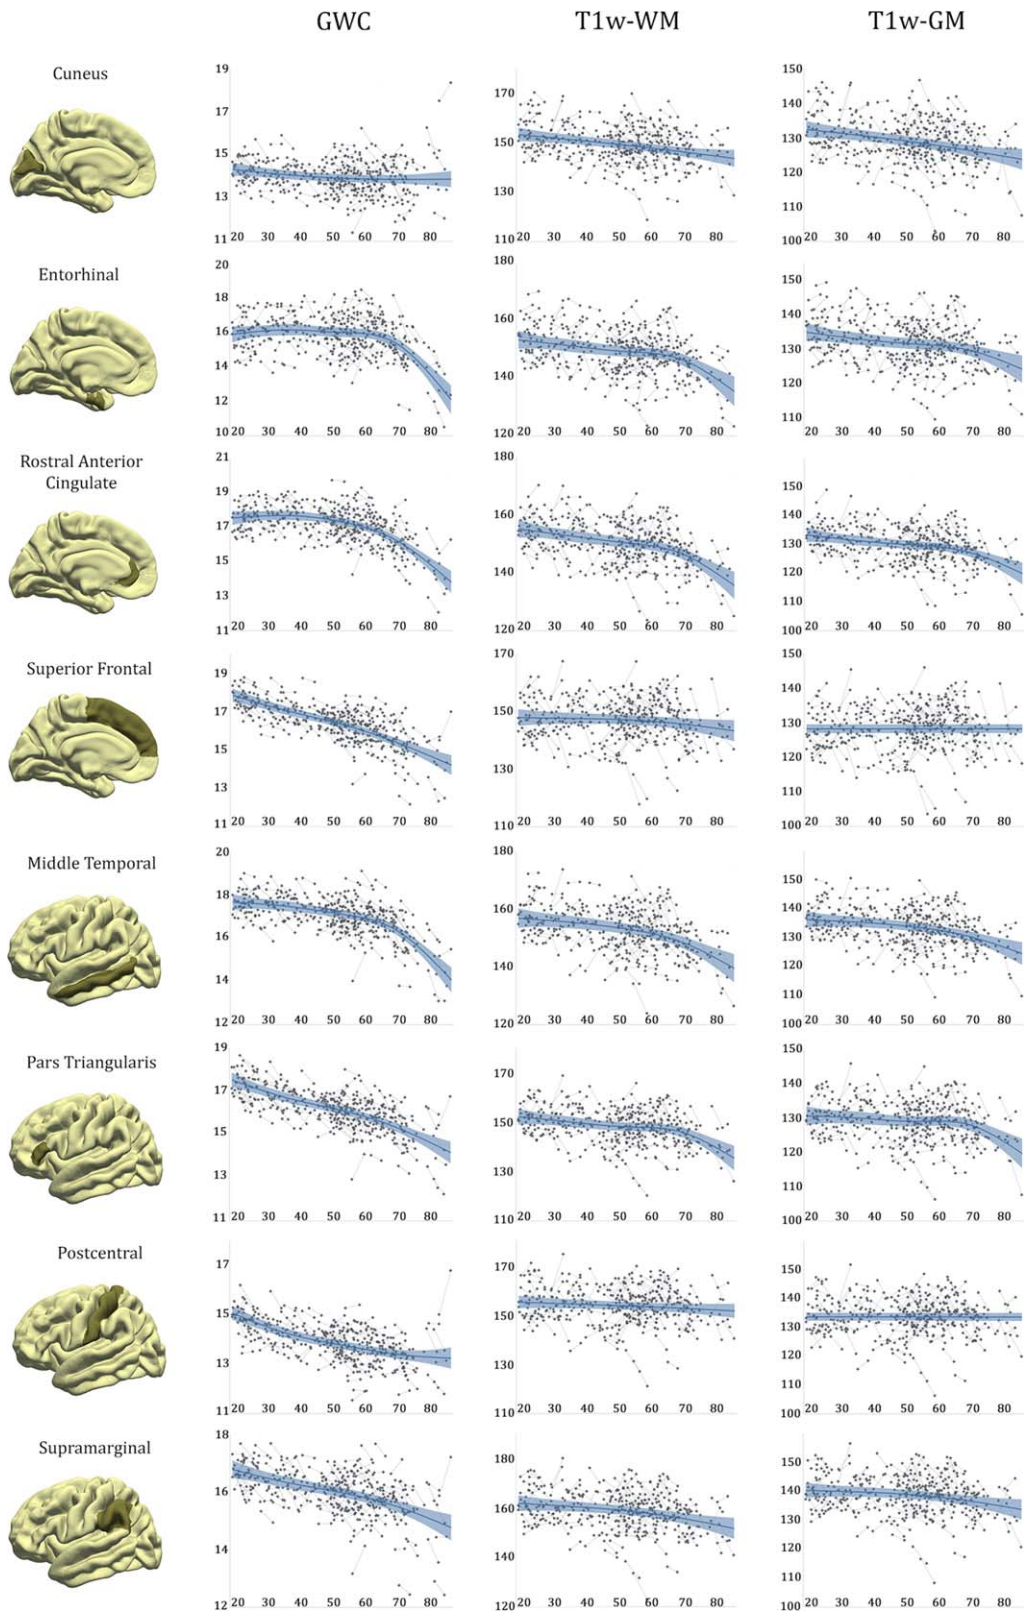 GWC T1w-WM T1w-GM
Cuneus
19 17 15 13 11
20 30 40 50 60 70 80
170 150 130 110
20 30 40 50 60 70 80
150 140 130 120 110 100
20 30 40 50 60 70 80
Entorhinal
20 18 16 14 12 10
20 30 40 50 60 70 80
180 160 140 120
20 30 40 50 60 70 80
150 140 130 120 110
20 30 40 50 60 70 80
Rostral Anterior
Cingulate
21 19 17 15 13 11
20 30 40 50 60 70 80
180 160 140 120
20 30 40 50 60 70 80
150 140 130 120 110 100
20 30 40 50 60 70 80
Superior Frontal
19 17 15 13 11
20 30 40 50 60 70 80
170 150 130 110
20 30 40 50 60 70 80
150 140 130 120 110 100
20 30 40 50 60 70 80
Middle Temporal
20 18 16 14 12
20 30 40 50 60 70 80
180 160 140 120
20 30 40 50 60 70 80
150 140 130 120 110 100
20 30 40 50 60 70 80
Pars Triangularis
19 17 15 13 11
20 30 40 50 60 70 80
170 150 130 110
20 30 40 50 60 70 80
150 140 130 120 110 100
20 30 40 50 60 70 80
Postcentral
17 15 13 11
20 30 40 50 60 70 80
170 150 130 110
20 30 40 50 60 70 80
150 140 130 120 110 100
20 30 40 50 60 70 80
Supramarginal
18 16 14 12
20 30 40 50 60 70 80
180 160 140 120
20 30 40 50 60 70 80
150 140 130 120 110 100
20 30 40 50 60 70 80